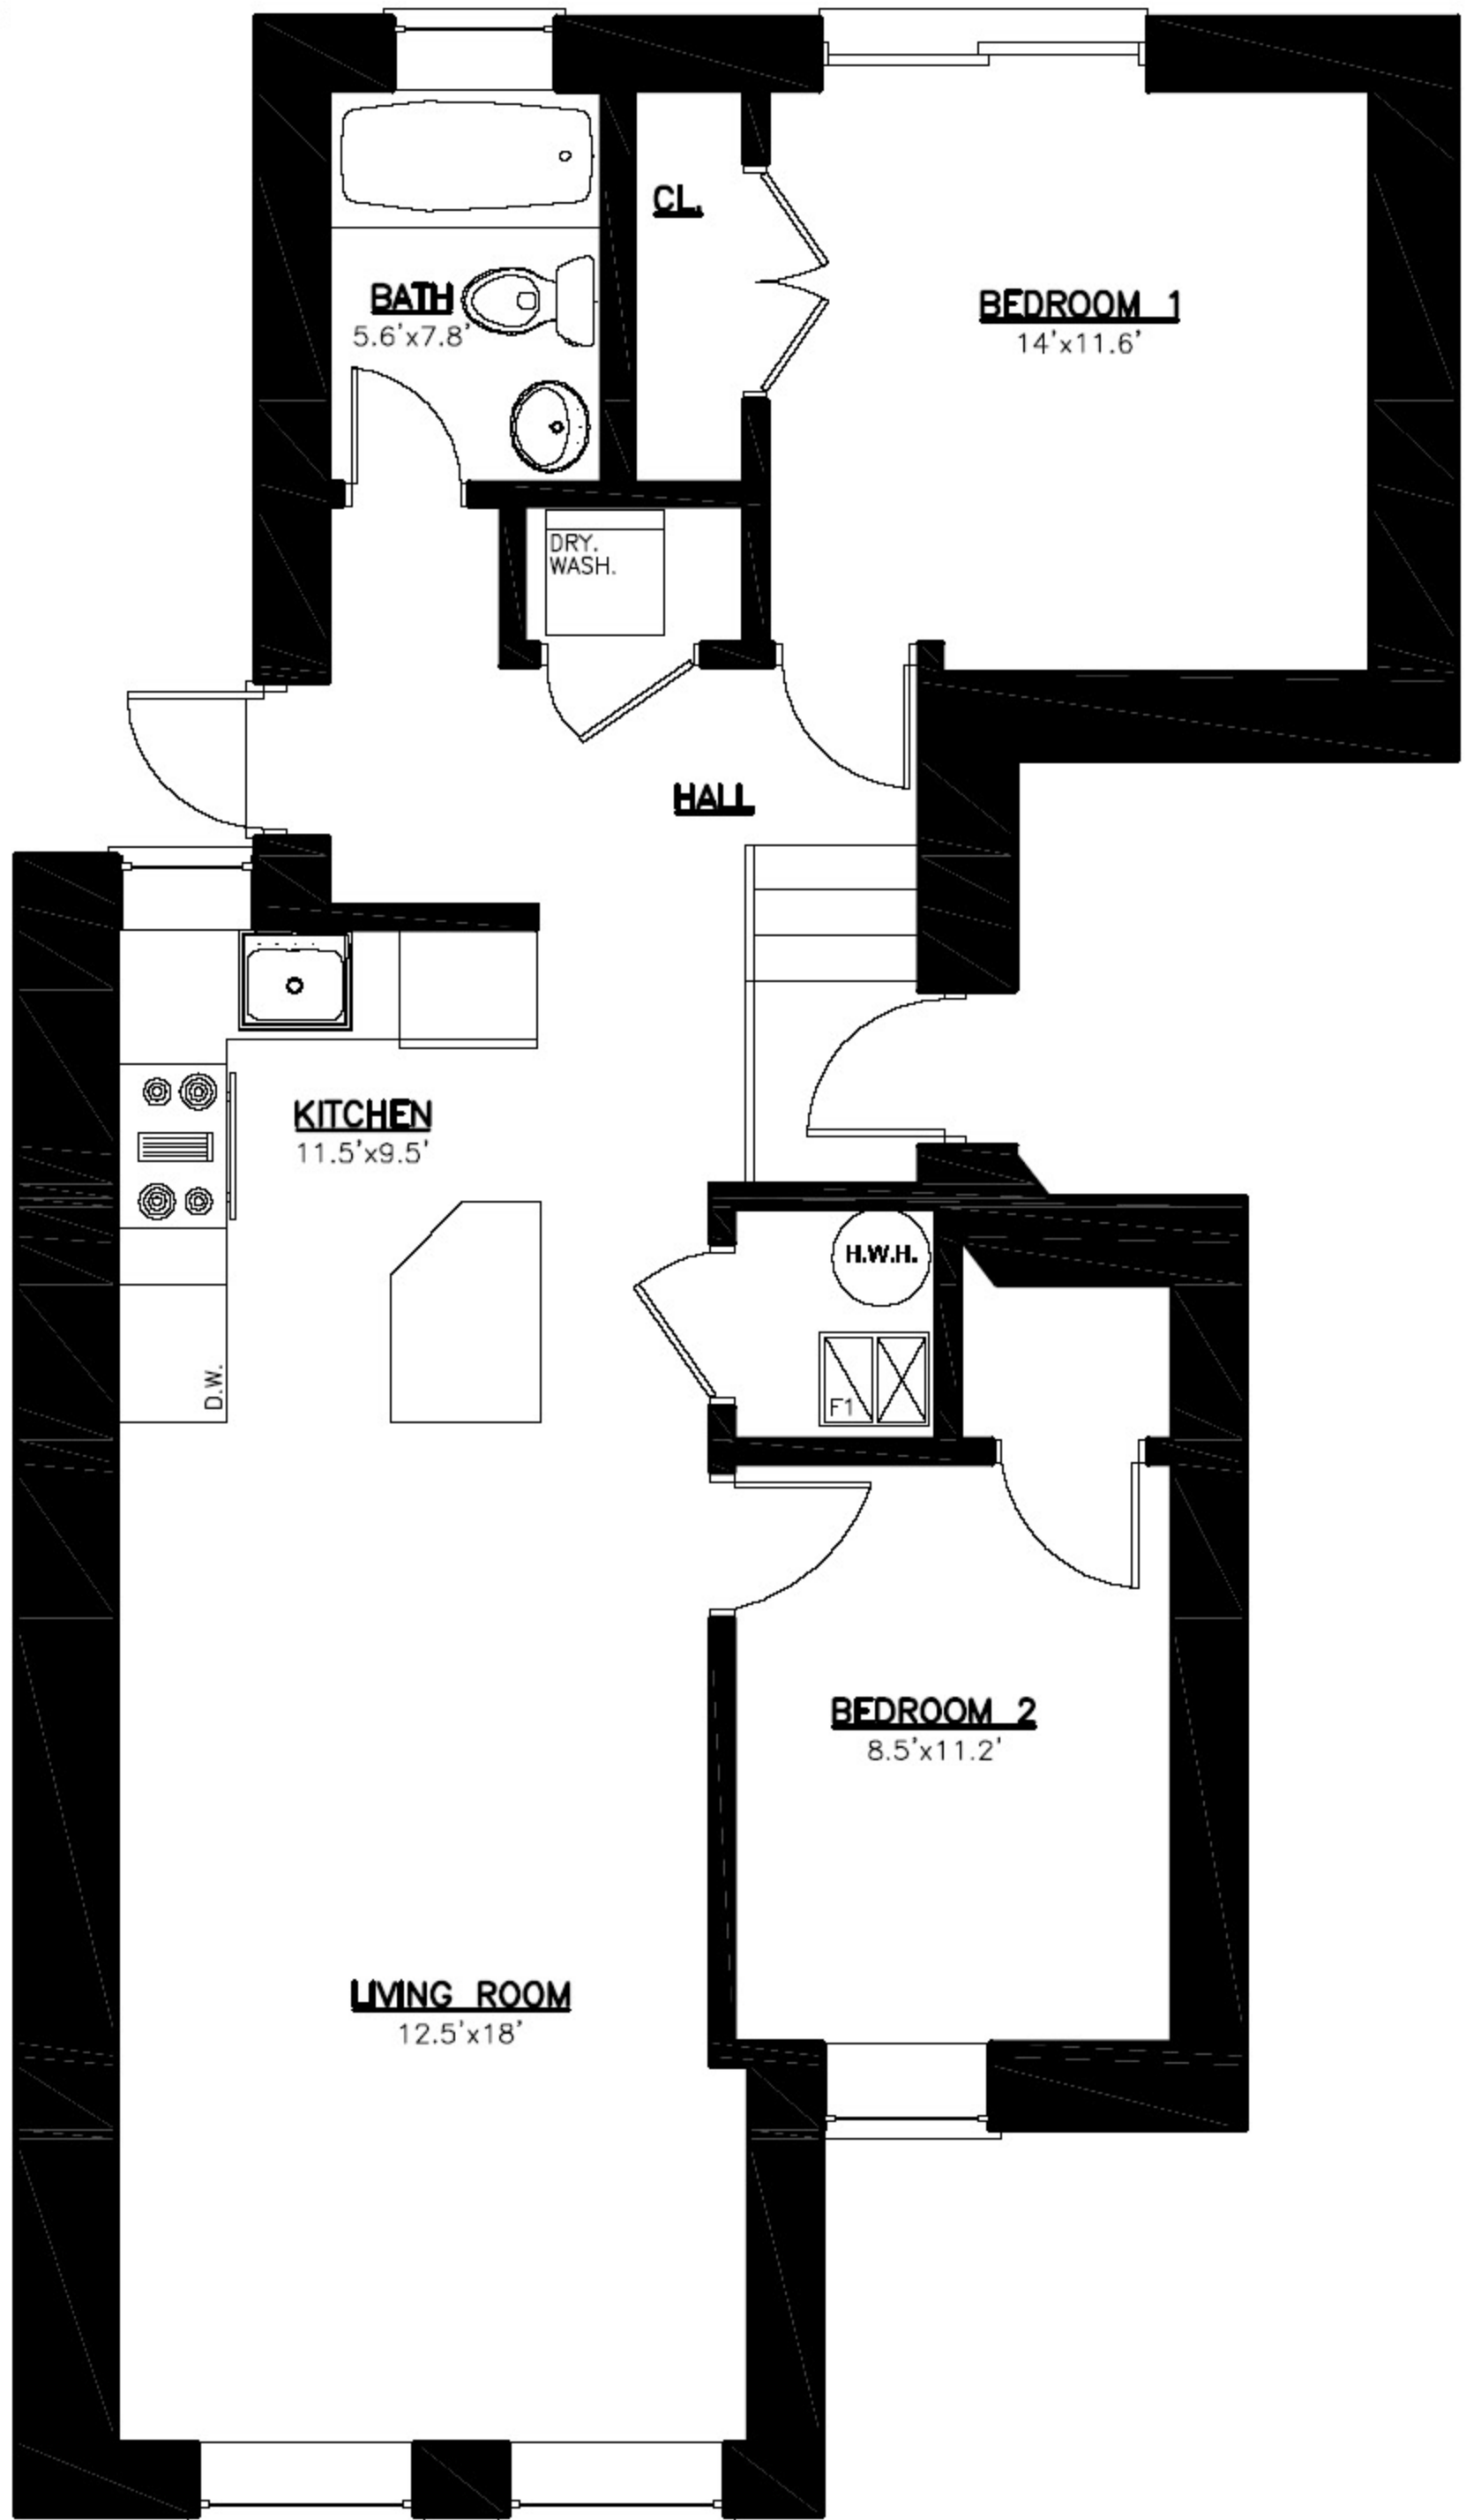 CL.
BATH
5.6'x7.8'
BEDROOM 1
14'x11.6'
DRY.
WASH.
HALL
KITCHEN
11.5'x9.5'
H.W.H.
F1
D.W.
BEDROOM 2
8.5'x11.2'
LIVING ROOM
12.5'x18'